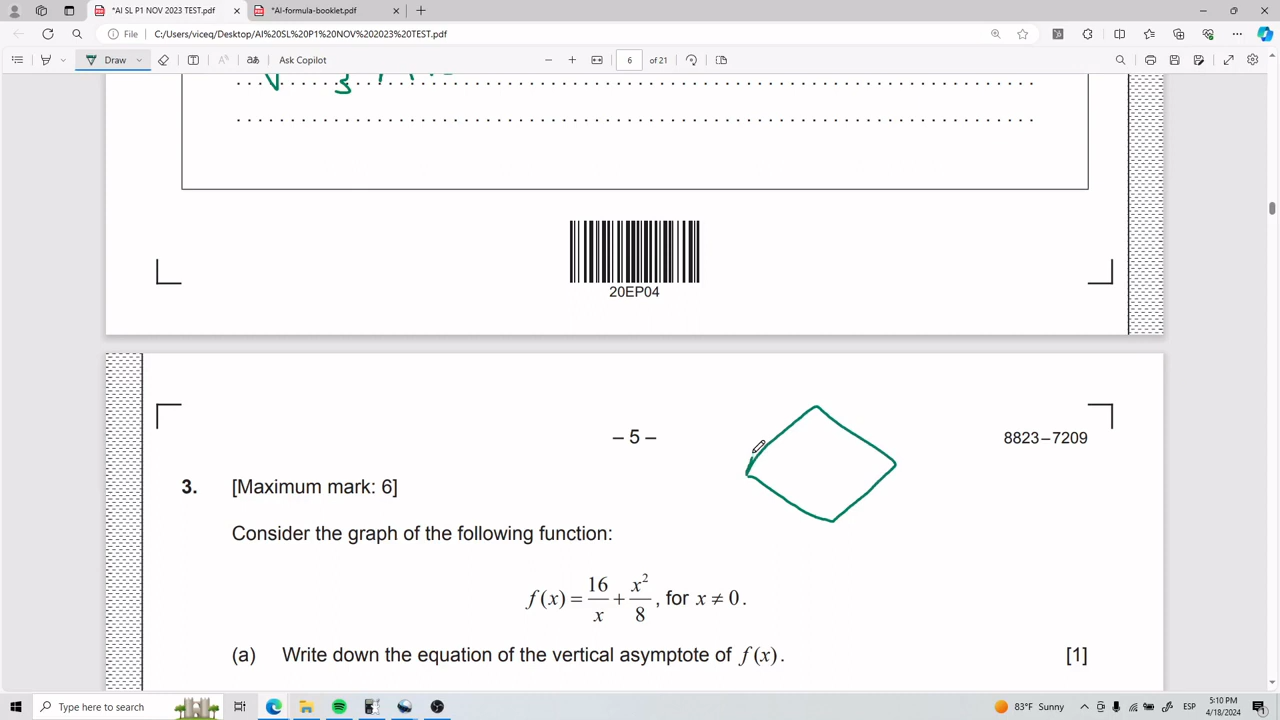 *AI SL P1 NOV 2023 TEST.pdf
*AI-formula-booklet.pdf
File
C:/Users/viceq/Desktop/AI%20SL%20P1%20NOV%202023%20TEST.pdf
Draw
Ask Copilot
6 of 21
20EP04
– 5 –
8823–7209
3. [Maximum mark: 6]
Consider the graph of the following function:
f(x) = 16/x + x²/8 , for x ≠ 0.
(a) Write down the equation of the vertical asymptote of f(x). [1]
Type here to search
83°F Sunny
ESP
5:10 PM
4/18/2024